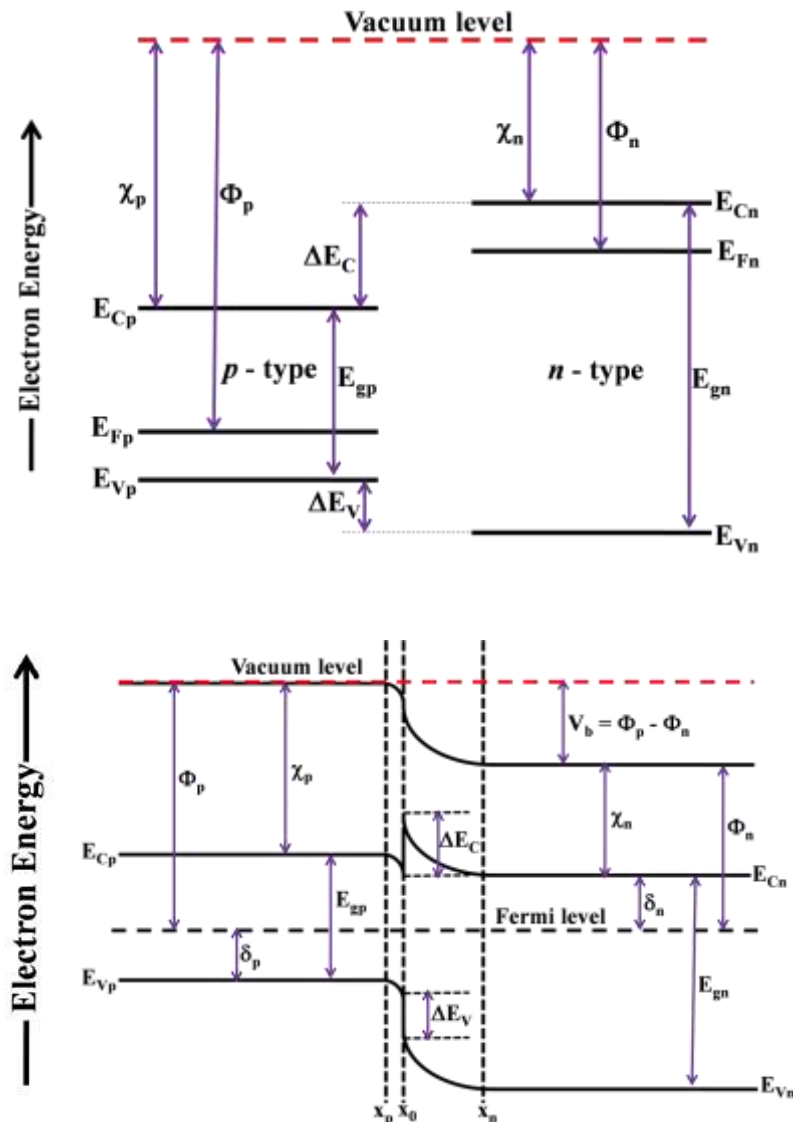 Vacuum level
Electron Energy
χp
Φp
χn
Φn
ECn
EFn
ΔEC
ECp
p - type
Egp
n - type
Egn
EFp
EVp
ΔEV
EVn
Electron Energy
Vacuum level
Vb = Φp - Φn
Φp
χp
χn
Φn
ΔEC
ECp
ECn
Egp
δn
Fermi level
δp
EVp
Egn
ΔEV
EVn
xp x0 xn